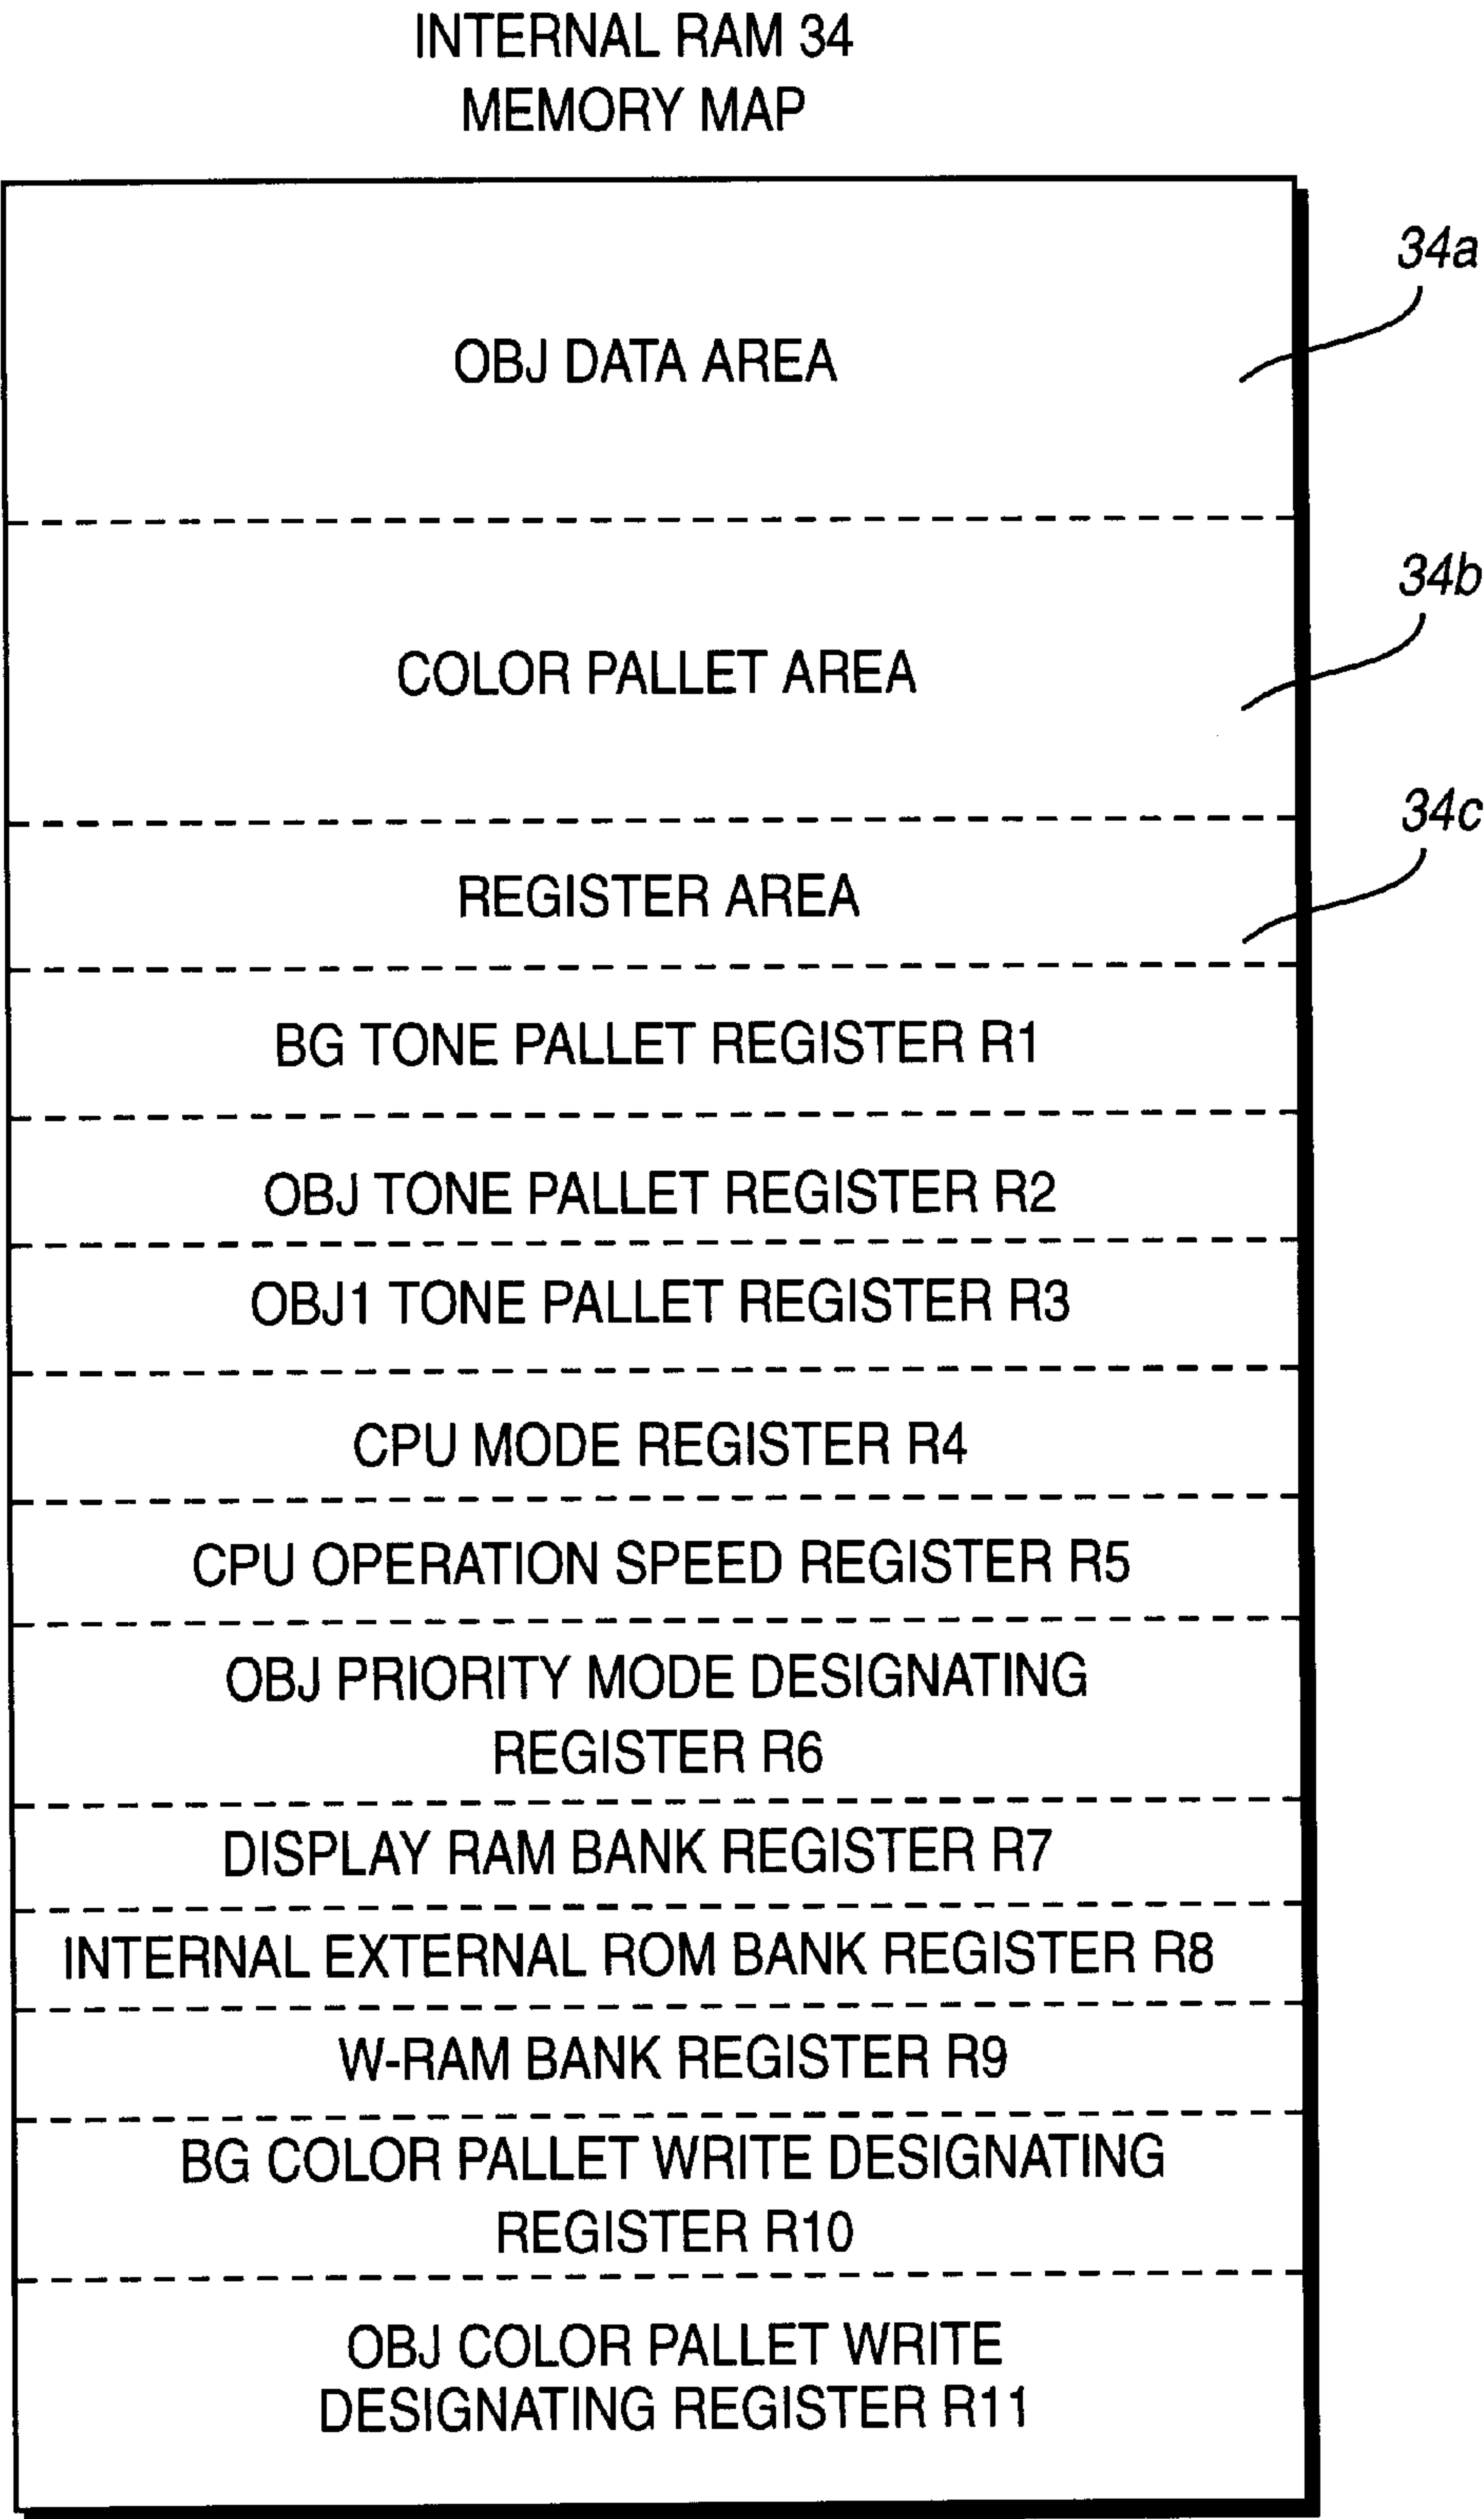 INTERNAL RAM 34
MEMORY MAP
34a
OBJ DATA AREA
34b
COLOR PALLET AREA
34c
REGISTER AREA
BG TONE PALLET REGISTER R1
OBJ TONE PALLET REGISTER R2
OBJ1 TONE PALLET REGISTER R3
CPU MODE REGISTER R4
CPU OPERATION SPEED REGISTER R5
OBJ PRIORITY MODE DESIGNATING
REGISTER R6
DISPLAY RAM BANK REGISTER R7
INTERNAL EXTERNAL ROM BANK REGISTER R8
W-RAM BANK REGISTER R9
BG COLOR PALLET WRITE DESIGNATING
REGISTER R10
OBJ COLOR PALLET WRITE
DESIGNATING REGISTER R11